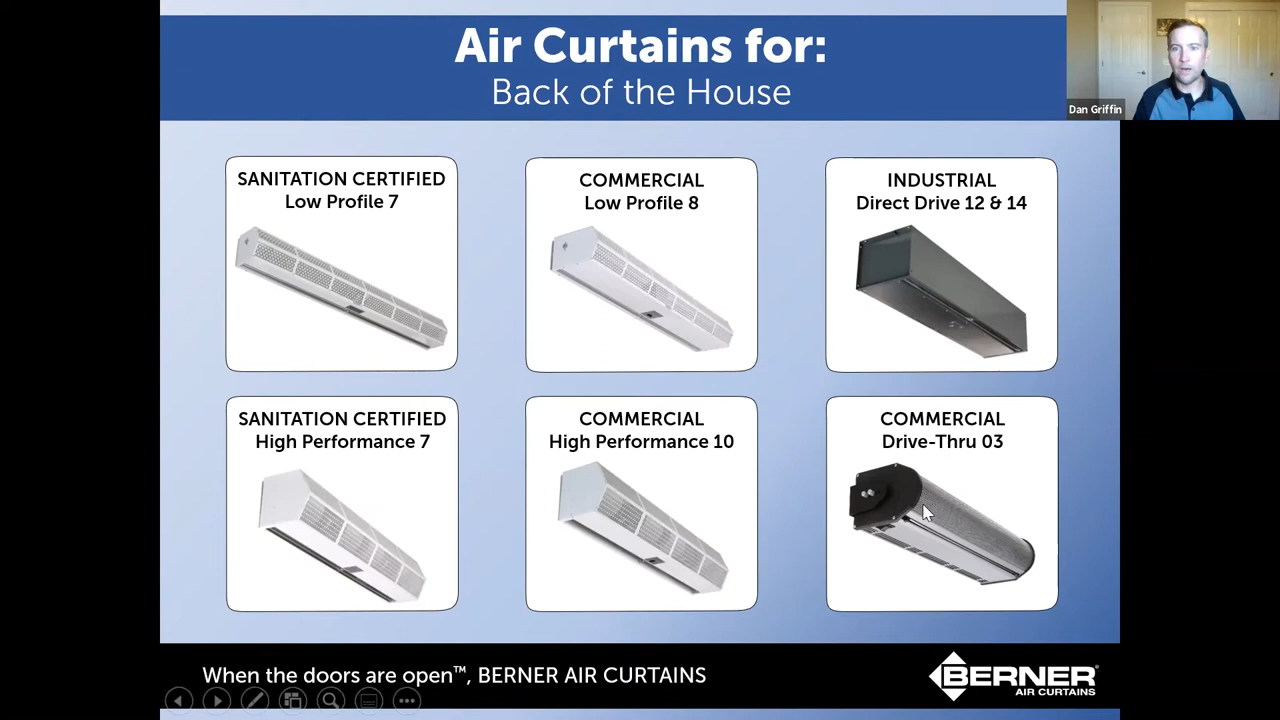 Air Curtains for:
Back of the House
Dan Griffin
SANITATION CERTIFIED
Low Profile 7
COMMERCIAL
Low Profile 8
INDUSTRIAL
Direct Drive 12 & 14
SANITATION CERTIFIED
High Performance 7
COMMERCIAL
High Performance 10
COMMERCIAL
Drive-Thru 03
When the doors are open™, BERNER AIR CURTAINS
BERNER®
AIR CURTAINS